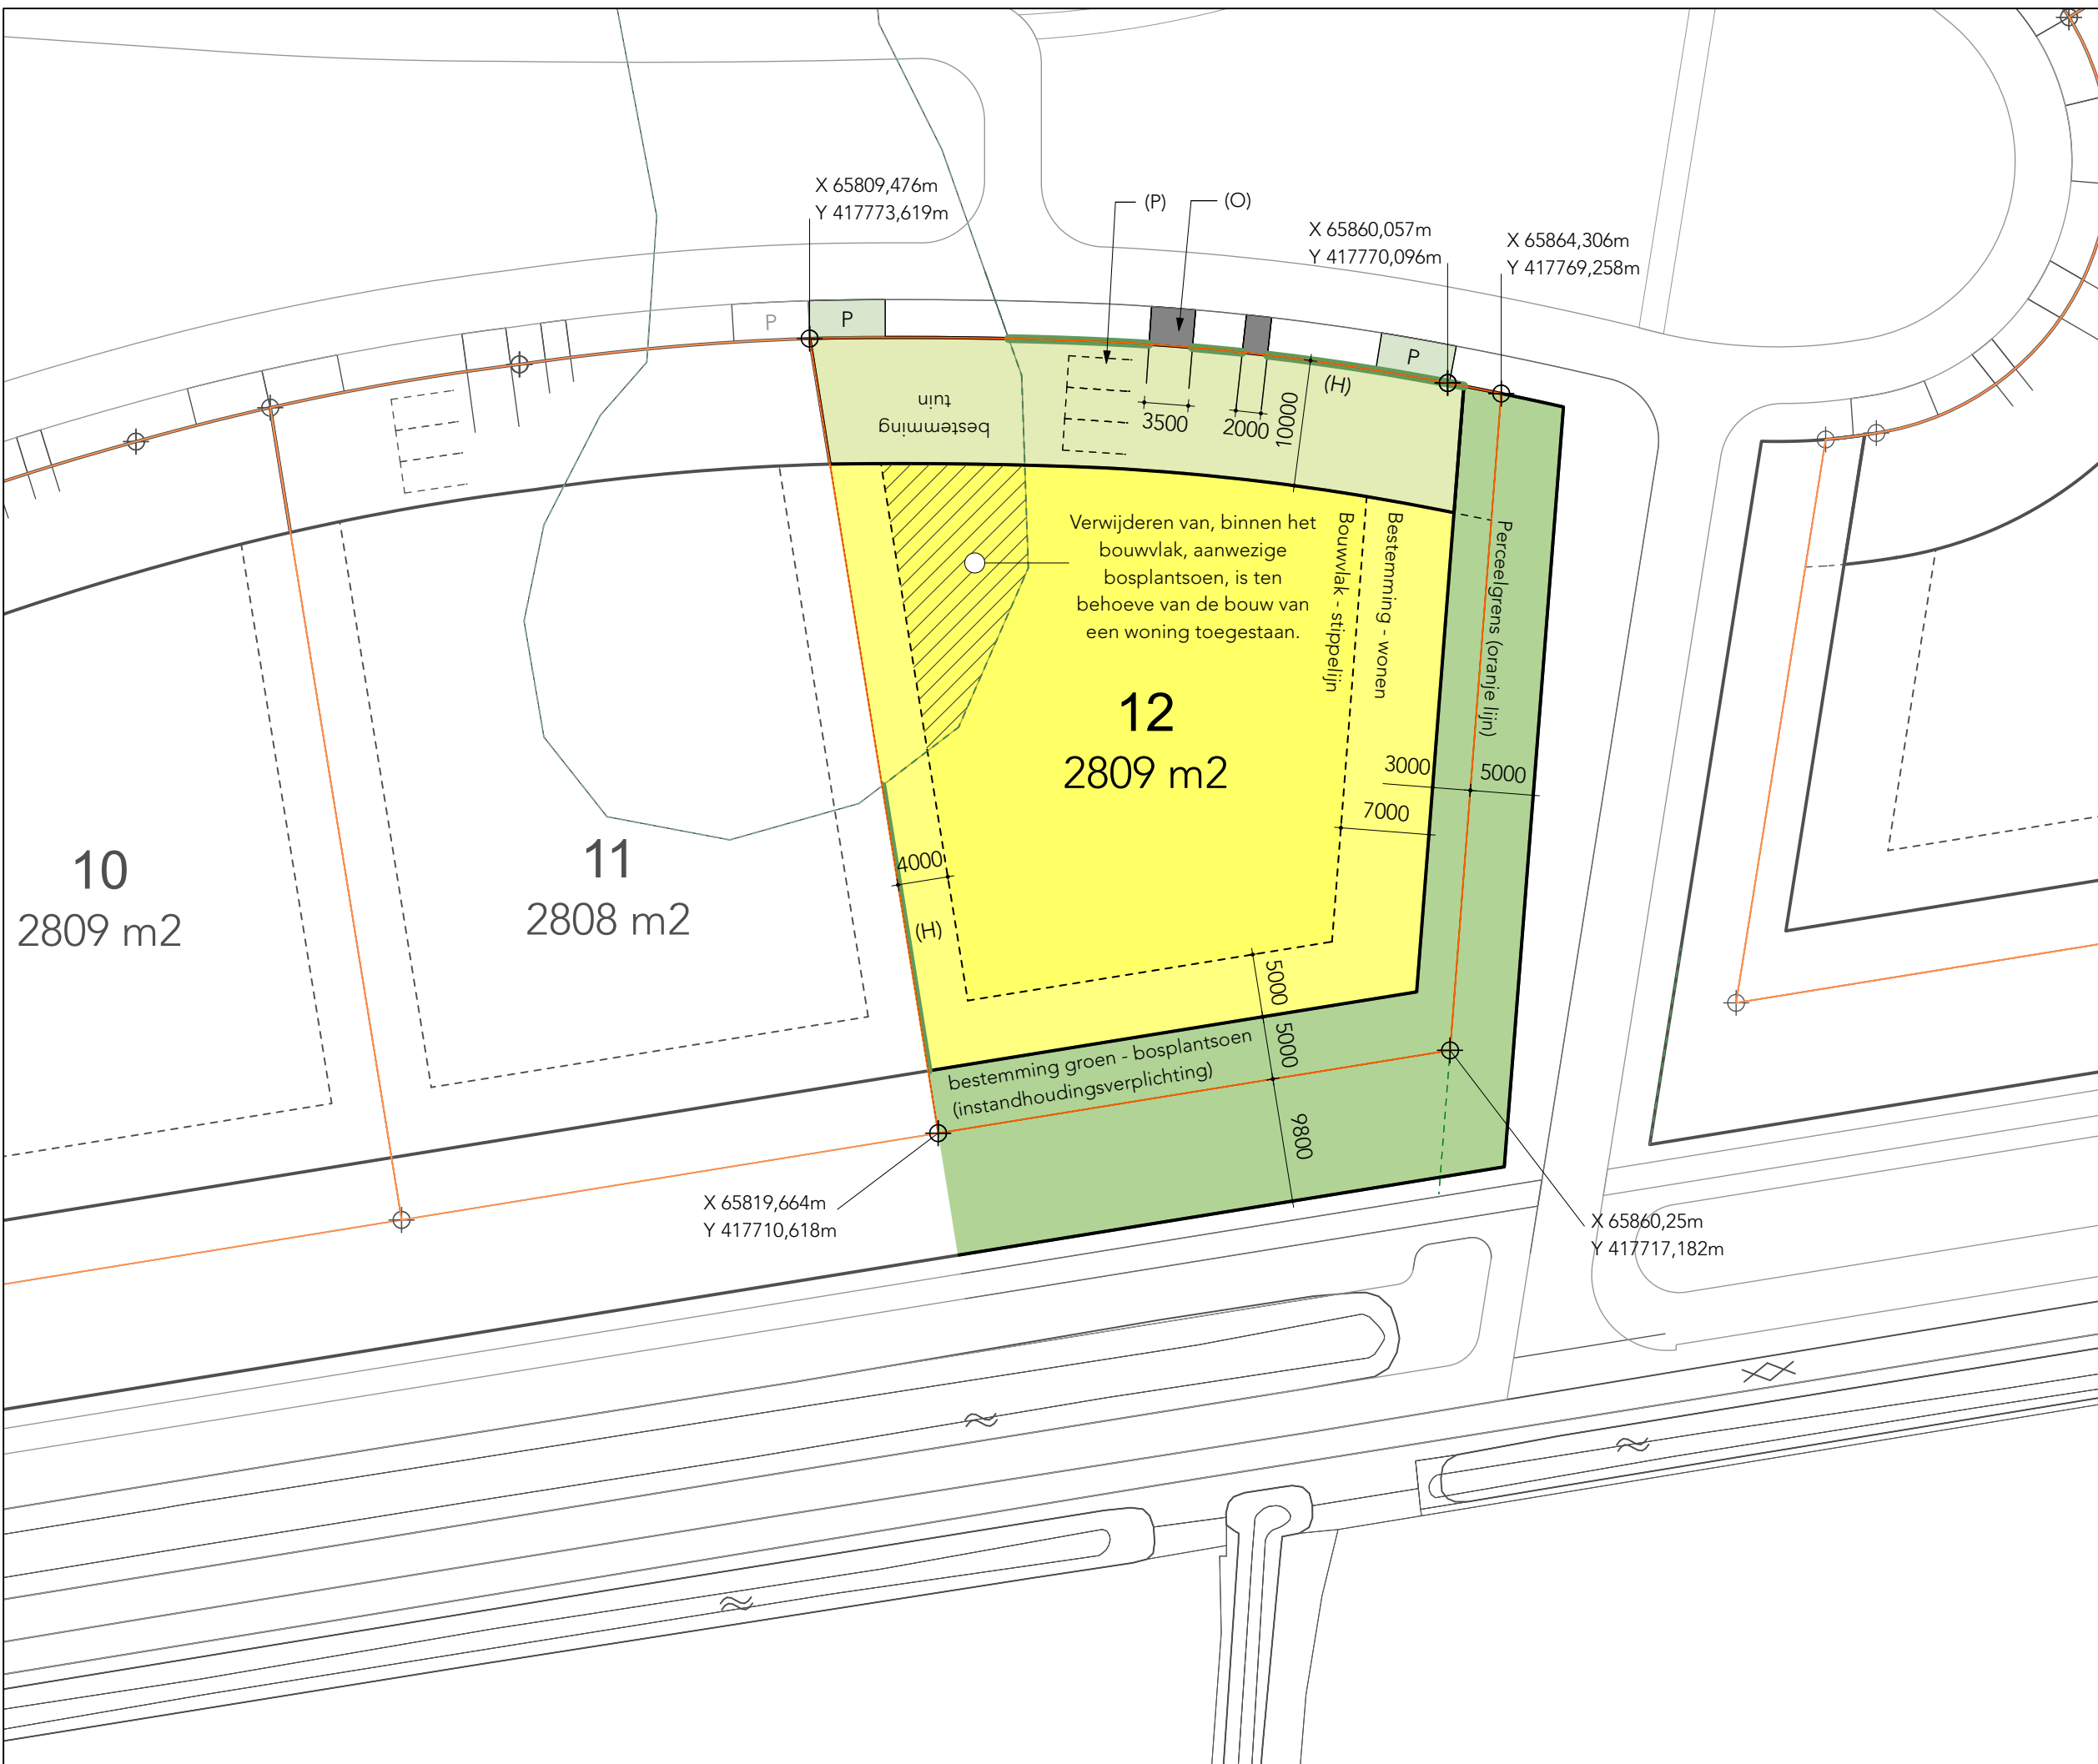 X 65809,476m
Y 417773,619m
(P)
(O)
X 65860,057m
Y 417770,096m
X 65864,306m
Y 417769,258m
P
P
P
(H)
bestemming
tuin
3500
2000
10000
Verwijderen van, binnen het
bouwvlak, aanwezige
bosplantsoen, is ten
behoeve van de bouw van
een woning toegestaan.
Bouwvlak - stippelijn
Bestemming - wonen
Perceelgrens (oranje lijn)
12
2809 m2
3000
5000
7000
10
2809 m2
11
2808 m2
4000
(H)
5000
5000
9800
bestemming groen - bosplantsoen
(instandhoudingsverplichting)
X 65819,664m
Y 417710,618m
X 65860,25m
Y 417717,182m